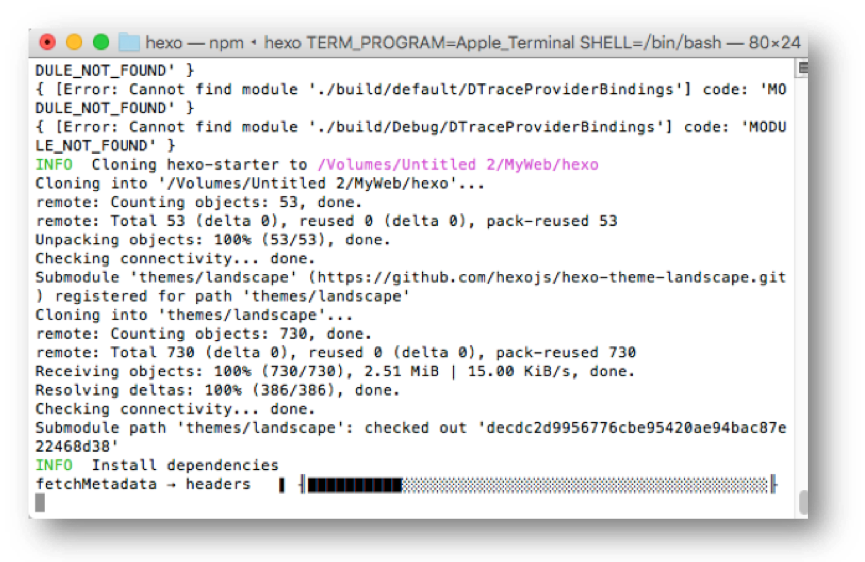 hexo — npm ◂ hexo TERM_PROGRAM=Apple_Terminal SHELL=/bin/bash — 80×24
DULE_NOT_FOUND' }
{ [Error: Cannot find module './build/default/DTraceProviderBindings'] code: 'MO
DULE_NOT_FOUND' }
{ [Error: Cannot find module './build/Debug/DTraceProviderBindings'] code: 'MODU
LE_NOT_FOUND' }
INFO  Cloning hexo-starter to /Volumes/Untitled 2/MyWeb/hexo
Cloning into '/Volumes/Untitled 2/MyWeb/hexo'...
remote: Counting objects: 53, done.
remote: Total 53 (delta 0), reused 0 (delta 0), pack-reused 53
Unpacking objects: 100% (53/53), done.
Checking connectivity... done.
Submodule 'themes/landscape' (https://github.com/hexojs/hexo-theme-landscape.git
) registered for path 'themes/landscape'
Cloning into 'themes/landscape'...
remote: Counting objects: 730, done.
remote: Total 730 (delta 0), reused 0 (delta 0), pack-reused 730
Receiving objects: 100% (730/730), 2.51 MiB | 15.00 KiB/s, done.
Resolving deltas: 100% (386/386), done.
Checking connectivity... done.
Submodule path 'themes/landscape': checked out 'decdc2d9956776cbe95420ae94bac87e
22468d38'
INFO  Install dependencies
fetchMetadata → headers